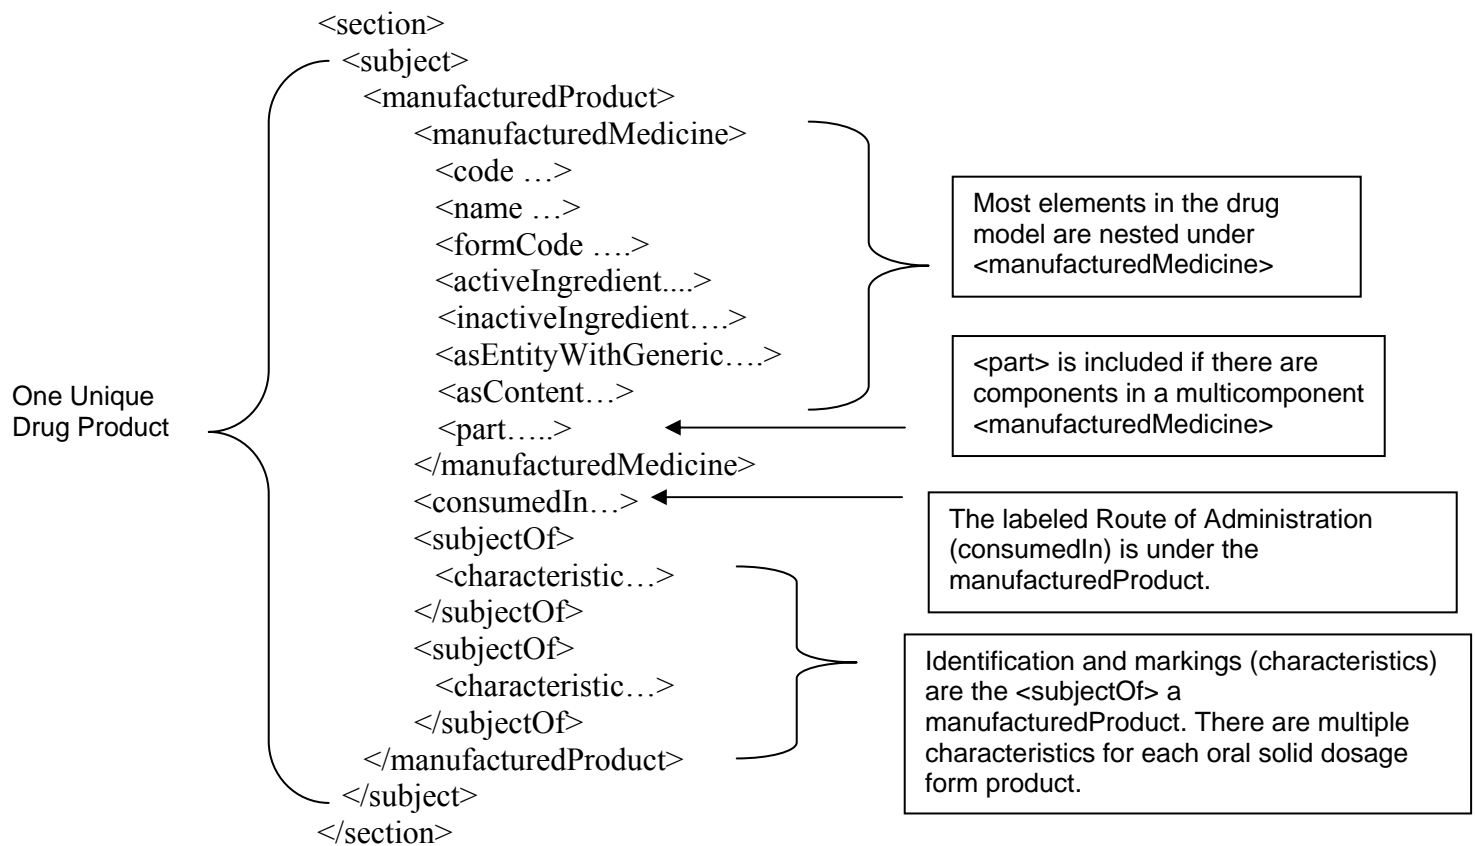 <section>
<subject>
<manufacturedProduct>
<manufacturedMedicine>
<code …>
<name …>
<formCode ….>
<activeIngredient....>
<inactiveIngredient….>
<asEntityWithGeneric….>
<asContent…>
<part…..>
</manufacturedMedicine>
<consumedIn…>
<subjectOf>
<characteristic…>
</subjectOf>
<subjectOf>
<characteristic…>
</subjectOf>
</manufacturedProduct>
</subject>
</section>
One Unique
Drug Product
Most elements in the drug
model are nested under
<manufacturedMedicine>
<part> is included if there are
components in a multicomponent
<manufacturedMedicine>
The labeled Route of Administration
(consumedIn) is under the
manufacturedProduct.
Identification and markings (characteristics)
are the <subjectOf> a
manufacturedProduct. There are multiple
characteristics for each oral solid dosage
form product.